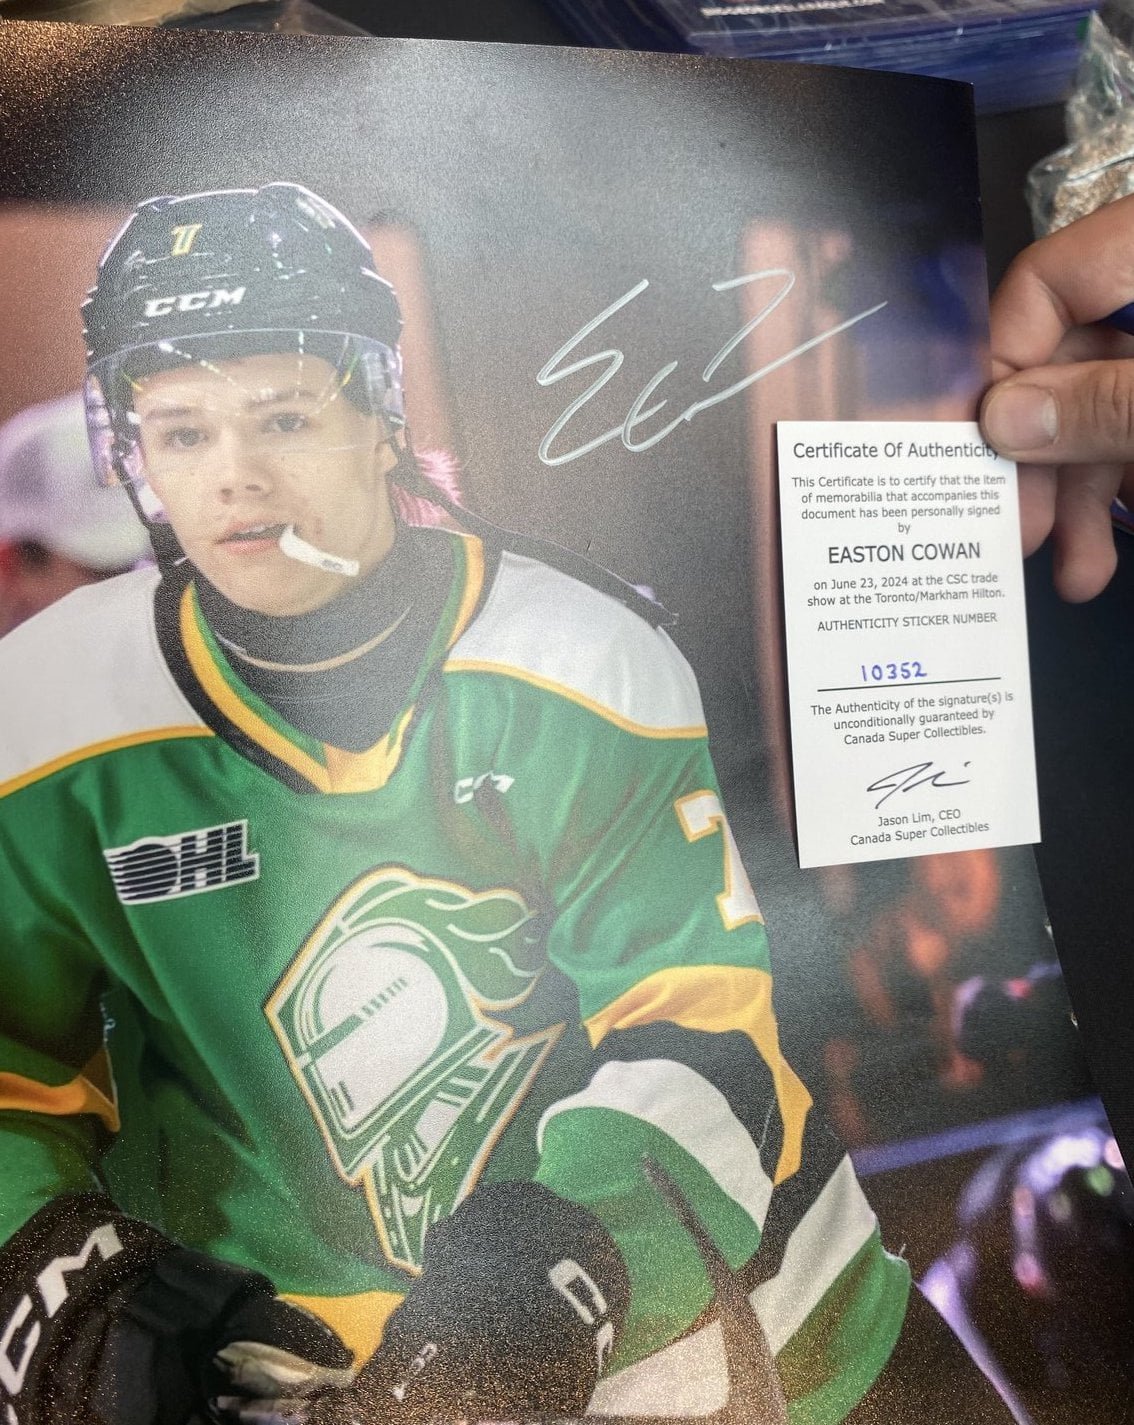 CCM
Certificate Of Authenticity
This Certificate is to certify that the item
of memorabilia that accompanies this
document has been personally signed
by
EASTON COWAN
on June 23, 2024 at the CSC trade
show at the Toronto/Markham Hilton.
AUTHENTICITY STICKER NUMBER
10352
The Authenticity of the signature(s) is
unconditionally guaranteed by
Canada Super Collectibles.
Jason Lim, CEO
Canada Super Collectibles
OHL
CCM